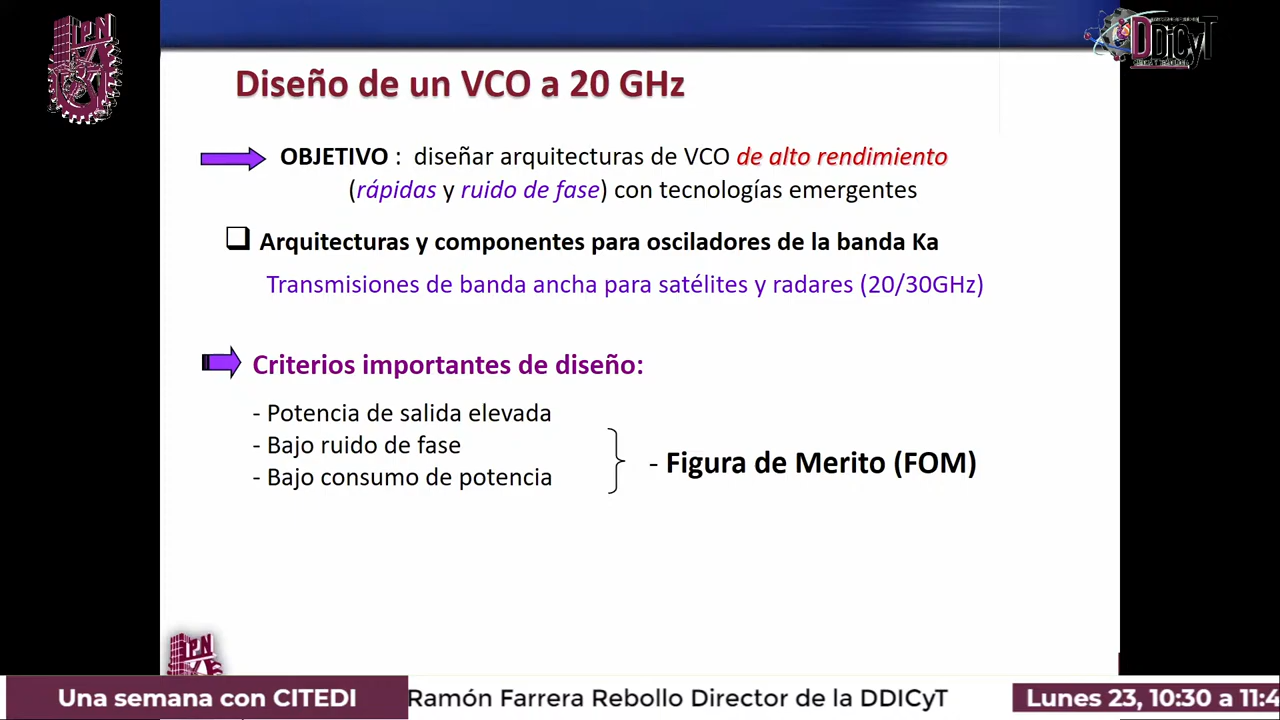 IPN
DDiCyT
Diseño de un VCO a 20 GHz
OBJETIVO : diseñar arquitecturas de VCO de alto rendimiento
(rápidas y ruido de fase) con tecnologías emergentes
Arquitecturas y componentes para osciladores de la banda Ka
Transmisiones de banda ancha para satélites y radares (20/30GHz)
Criterios importantes de diseño:
- Potencia de salida elevada
- Bajo ruido de fase
- Bajo consumo de potencia
- Figura de Merito (FOM)
IPN
Una semana con CITEDI
Ramón Farrera Rebollo Director de la DDICyT
Lunes 23, 10:30 a 11:4